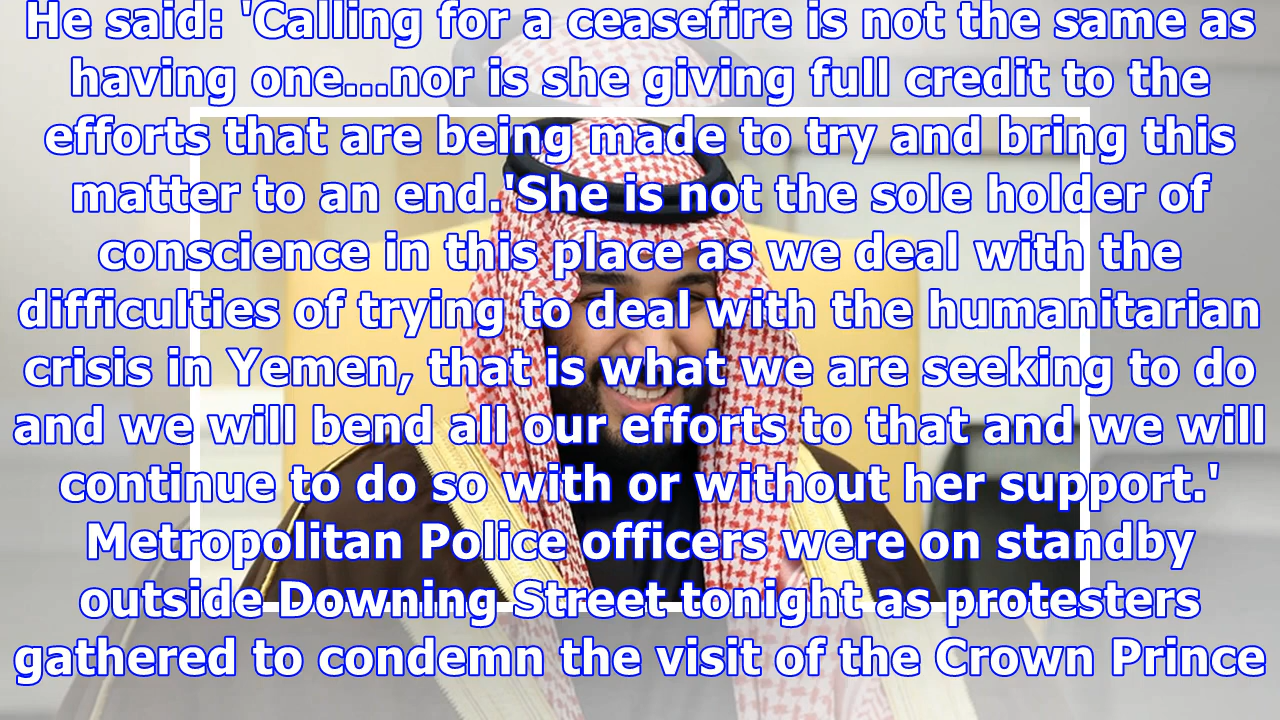 He said: 'Calling for a ceasefire is not the same as
having one...nor is she giving full credit to the
efforts that are being made to try and bring this
matter to an end.'She is not the sole holder of
conscience in this place as we deal with the
difficulties of trying to deal with the humanitarian
crisis in Yemen, that is what we are seeking to do
and we will bend all our efforts to that and we will
continue to do so with or without her support.'
Metropolitan Police officers were on standby
outside Downing Street tonight as protesters
gathered to condemn the visit of the Crown Prince